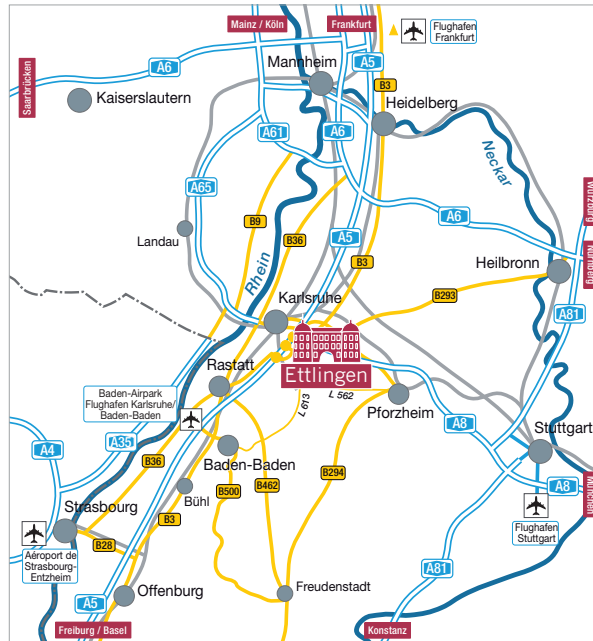 Mainz / Köln
Frankfurt
Flughafen
Frankfurt
A5
A6
Saarbrücken
Mannheim
B3
Kaiserslautern
Heidelberg
A61
A6
Neckar
A65
Würzburg
B9
A6
Landau
B36
A5
Nürnberg
B3
Rhein
Heilbronn
B293
Karlsruhe
A81
Ettlingen
Rastatt
Baden-Airpark
Flughafen Karlsruhe/
Baden-Baden
L 613
L 562
Pforzheim
A8
Stuttgart
A35
A4
Baden-Baden
B36
B294
B462
A8
München
B500
Bühl
Strasbourg
B3
Flughafen
Stuttgart
B28
Aéroport de
Strasbourg-
Entzheim
A81
Offenburg
Freudenstadt
A5
Freiburg / Basel
Konstanz